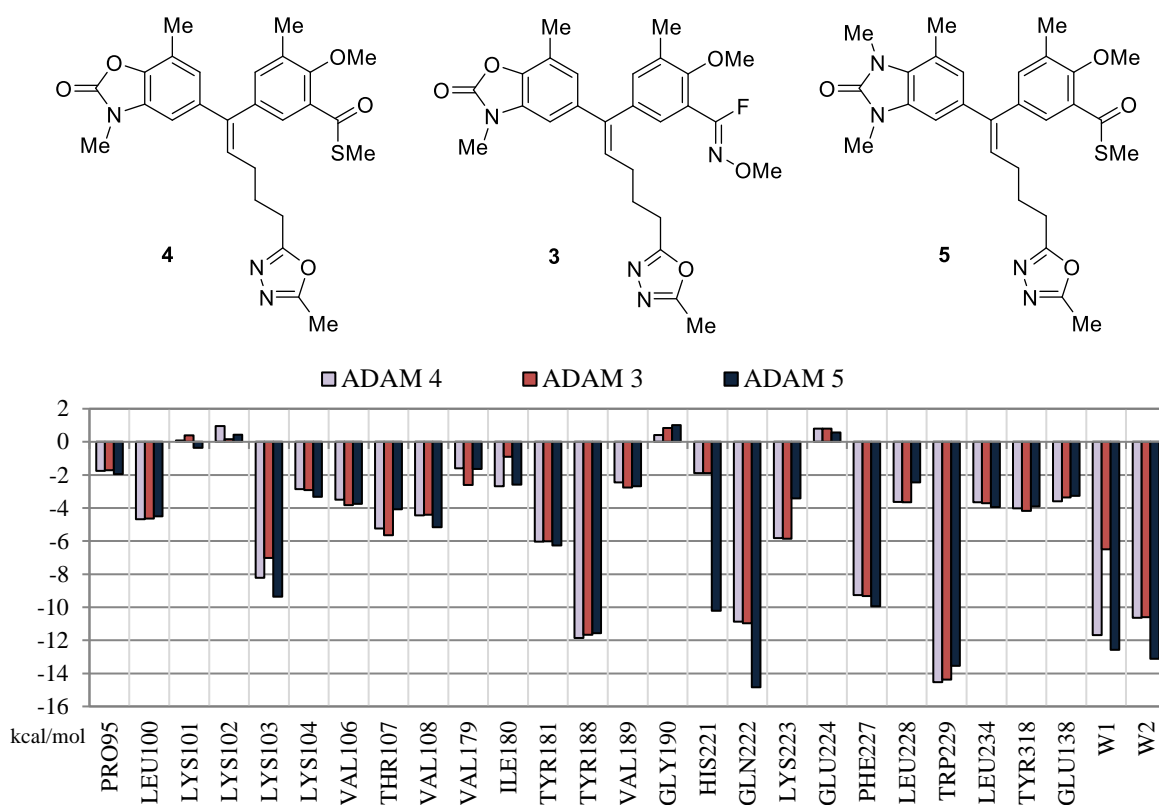 Me
Me
OMe
O
O
N
Me
O
SMe
N
N
O
Me
4
Me
Me
OMe
O
O
N
Me
F
N
OMe
N
N
O
Me
3
Me
Me
Me
OMe
N
O
N
Me
O
SMe
N
N
O
Me
5
ADAM 4 ADAM 3 ADAM 5
2
0
-2
-4
-6
-8
-10
-12
-14
-16
kcal/mol
PRO95
LEU100
LYS101
LYS102
LYS103
LYS104
VAL106
THR107
VAL108
VAL179
ILE180
TYR181
TYR188
VAL189
GLY190
HIS221
GLN222
LYS223
GLU224
PHE227
LEU228
TRP229
LEU234
TYR318
GLU138
W1
W2